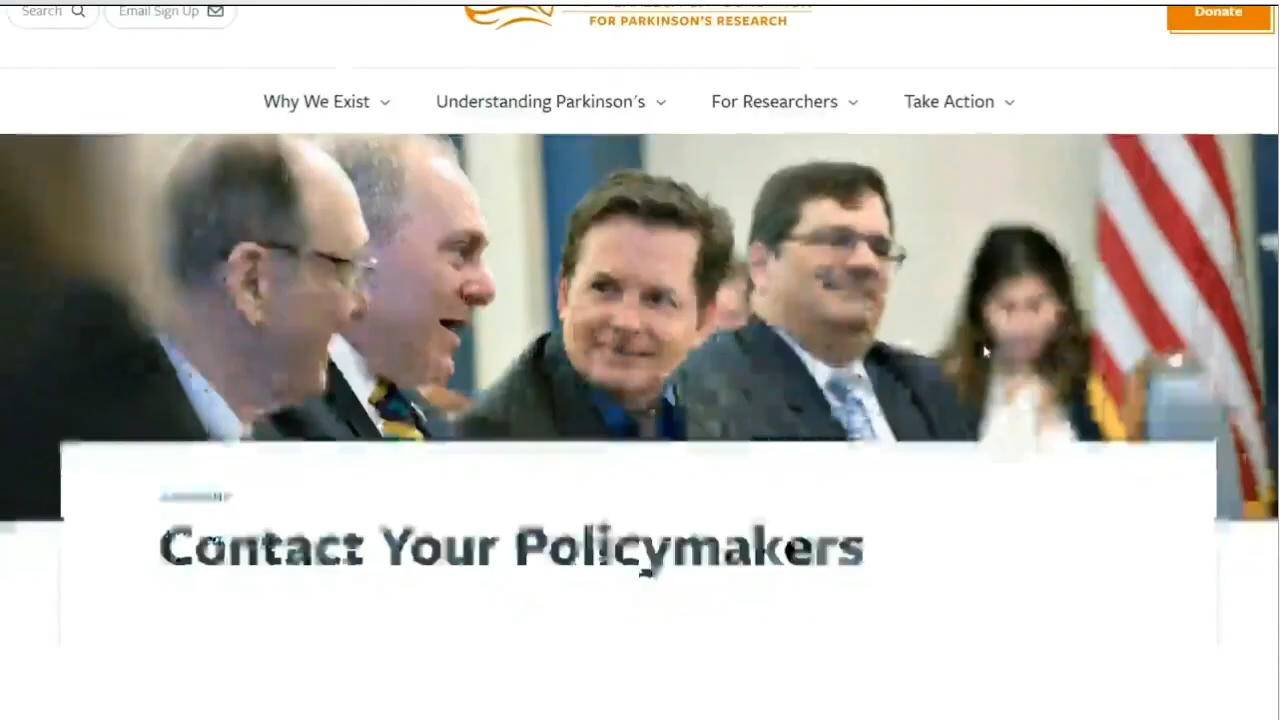 Search
Email Sign Up
FOR PARKINSON'S RESEARCH
Donate
Why We Exist
Understanding Parkinson's
For Researchers
Take Action
Contact Your Policymakers